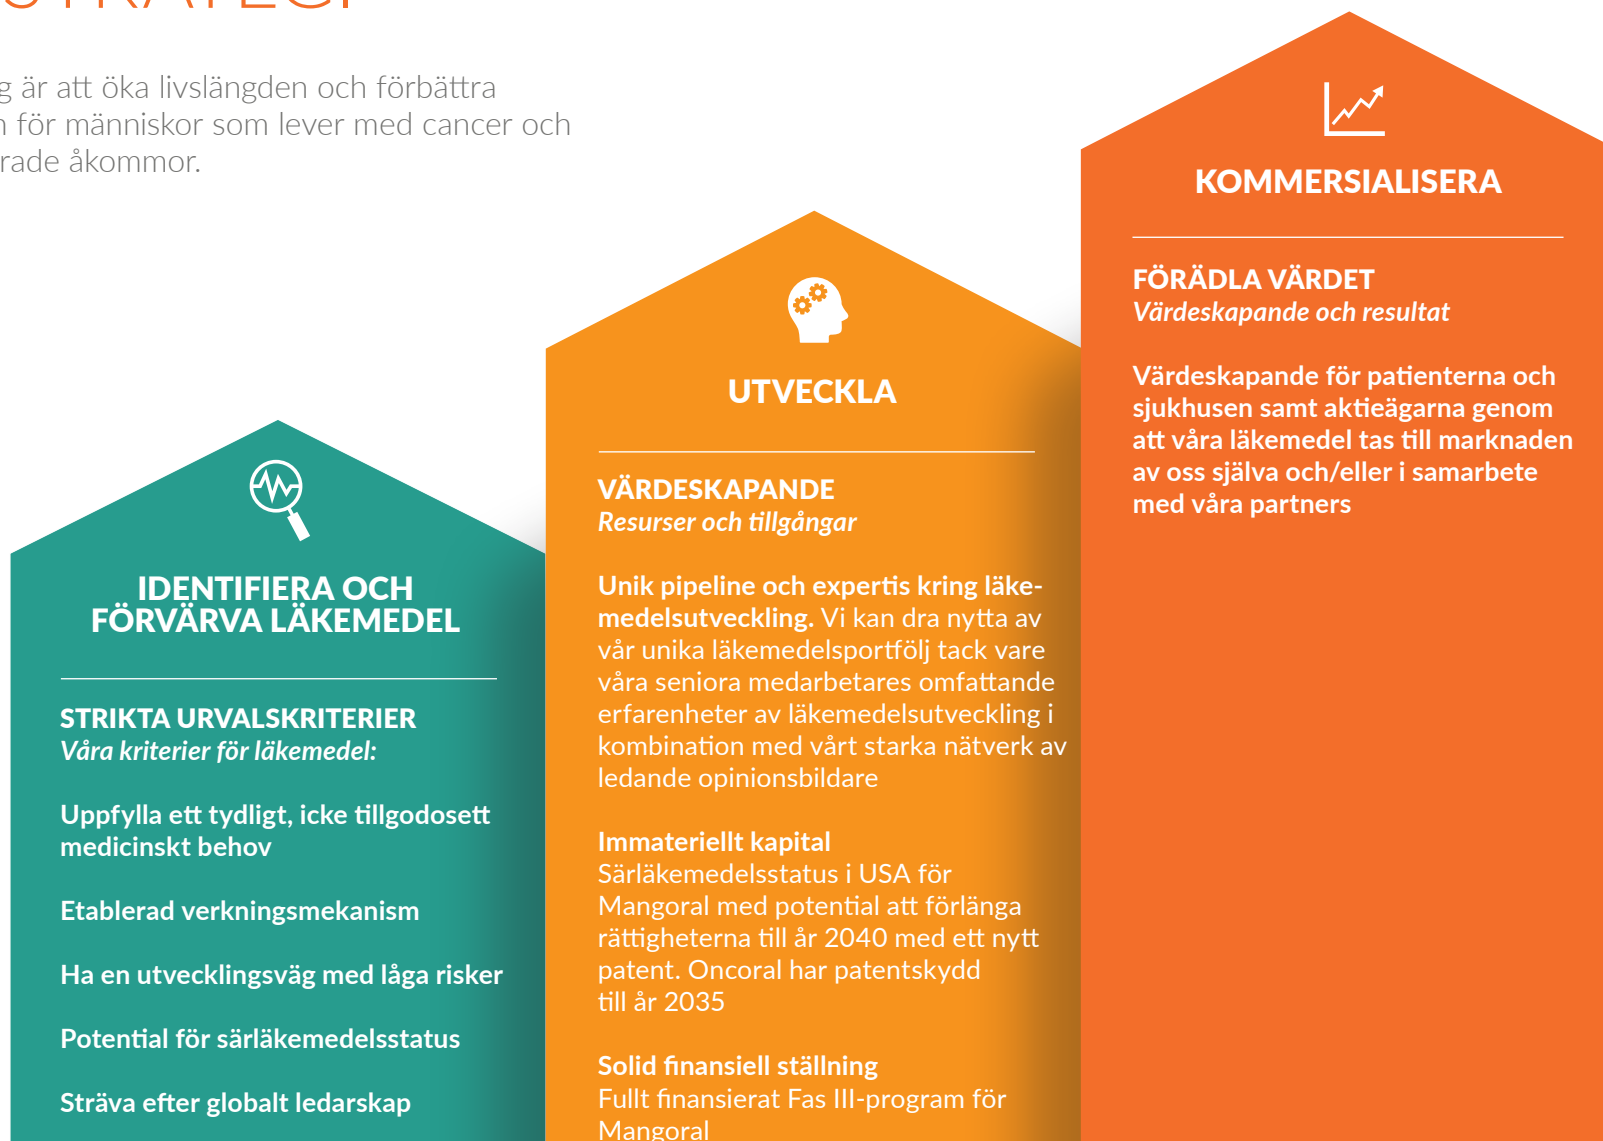 STRATEGI
g är att öka livslängden och förbättra
n för människor som lever med cancer och
rade åkommor.
IDENTIFIERA OCH
FÖRVÄRVA LÄKEMEDEL
STRIKTA URVALSKRITERIER
Våra kriterier för läkemedel:
Uppfylla ett tydligt, icke tillgodosett
medicinskt behov
Etablerad verkningsmekanism
Ha en utvecklingsväg med låga risker
Potential för särläkemedelsstatus
Sträva efter globalt ledarskap
UTVECKLA
VÄRDESKAPANDE
Resurser och tillgångar
Unik pipeline och expertis kring läke-
medelsutveckling. Vi kan dra nytta av
vår unika läkemedelsportfölj tack vare
våra seniora medarbetares omfattande
erfarenheter av läkemedelsutveckling i
kombination med vårt starka nätverk av
ledande opinionsbildare
Immateriellt kapital
Särläkemedelsstatus i USA för
Mangoral med potential att förlänga
rättigheterna till år 2040 med ett nytt
patent. Oncoral har patentskydd
till år 2035
Solid finansiell ställning
Fullt finansierat Fas III-program för
Mangoral
KOMMERSIALISERA
FÖRÄDLA VÄRDET
Värdeskapande och resultat
Värdeskapande för patienterna och
sjukhusen samt aktieägarna genom
att våra läkemedel tas till marknaden
av oss själva och/eller i samarbete
med våra partners